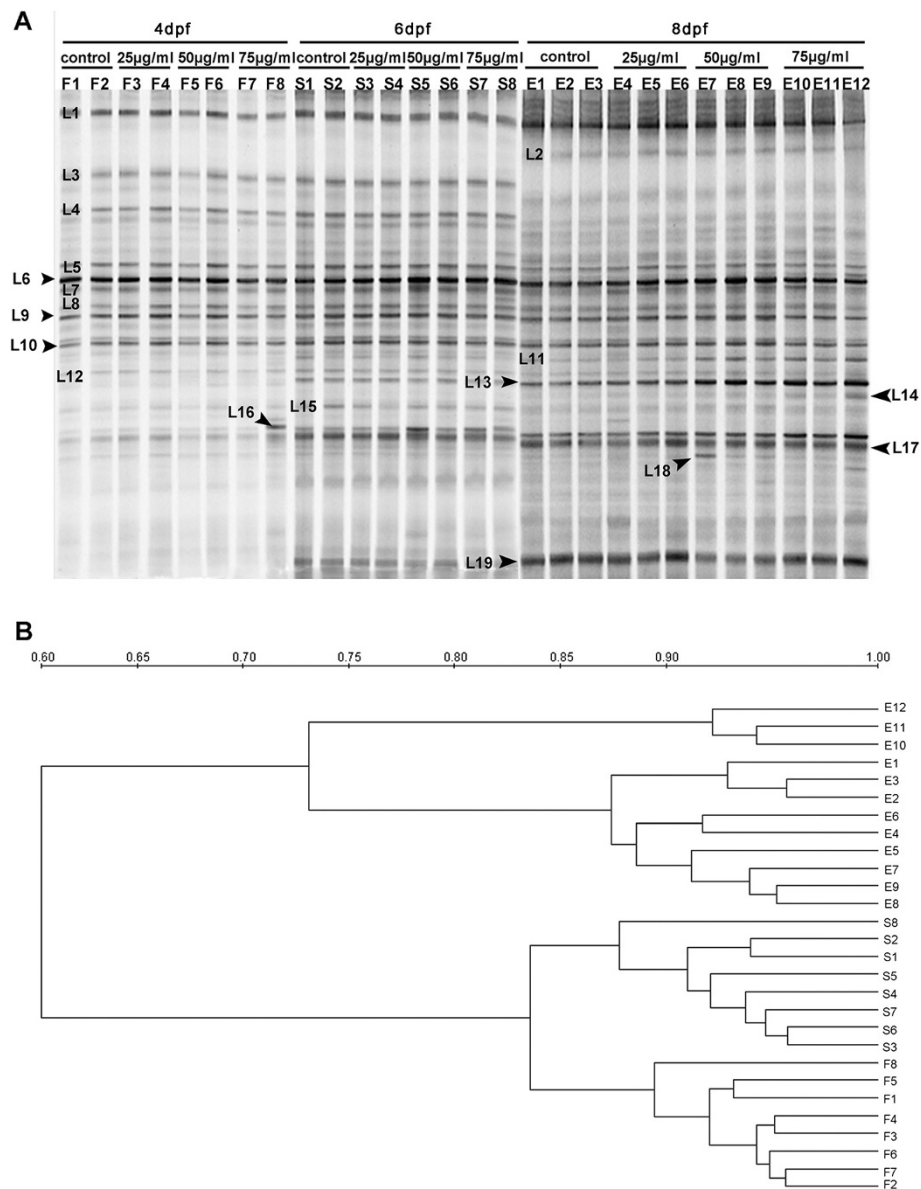 A
4dpf 6dpf 8dpf
control 25µg/ml 50µg/ml 75µg/ml control 25µg/ml 50µg/ml 75µg/ml control 25µg/ml 50µg/ml 75µg/ml
F1 F2 F3 F4 F5 F6 F7 F8 S1 S2 S3 S4 S5 S6 S7 S8 E1 E2 E3 E4 E5 E6 E7 E8 E9 E10 E11 E12
L1
L2
L3
L4
L5
L6
L7
L8
L9
L10
L11
L12
L13
L14
L15
L16
L17
L18
L19
B
0.60 0.65 0.70 0.75 0.80 0.85 0.90 1.00
E12
E11
E10
E1
E3
E2
E6
E4
E5
E7
E9
E8
S8
S2
S1
S5
S4
S7
S6
S3
F8
F5
F1
F4
F3
F6
F7
F2